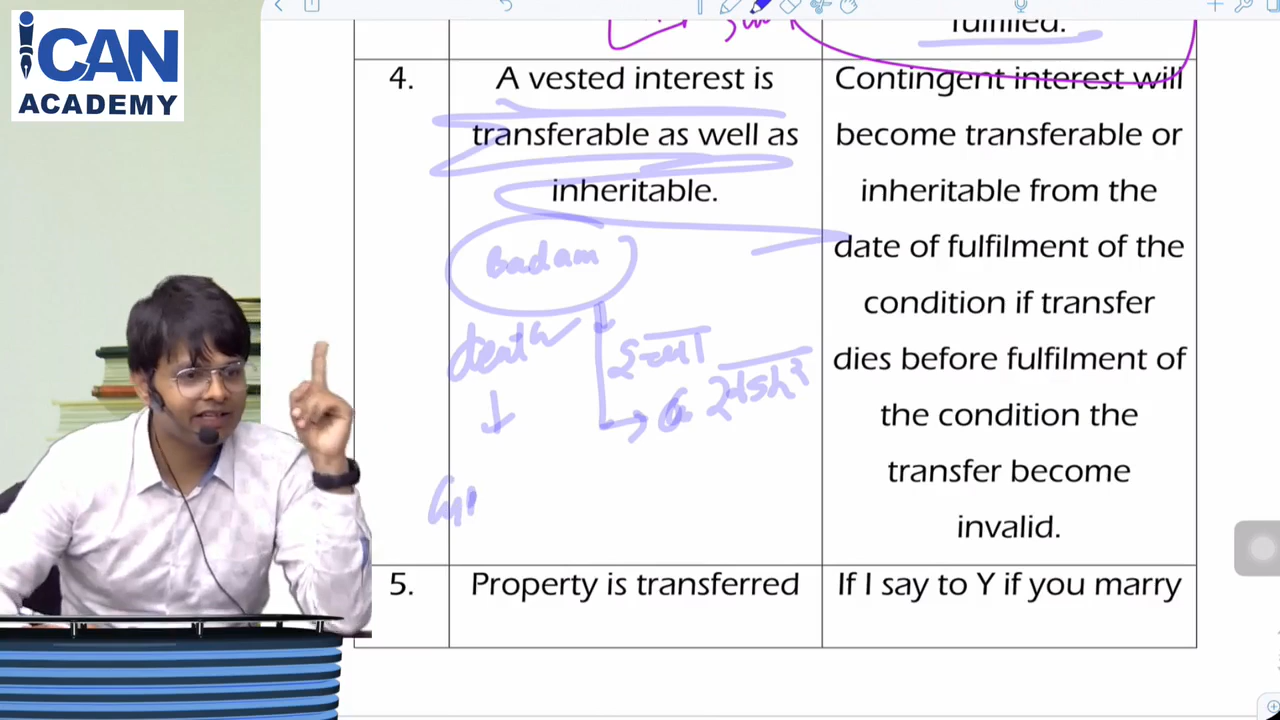 iCAN
ACADEMY
fulfilled.
4.
A vested interest is
transferable as well as
inheritable.
Contingent interest will
become transferable or
inheritable from the
date of fulfilment of the
condition if transfer
dies before fulfilment of
the condition the
transfer become
invalid.
Badam
death
5.
Property is transferred
If I say to Y if you marry